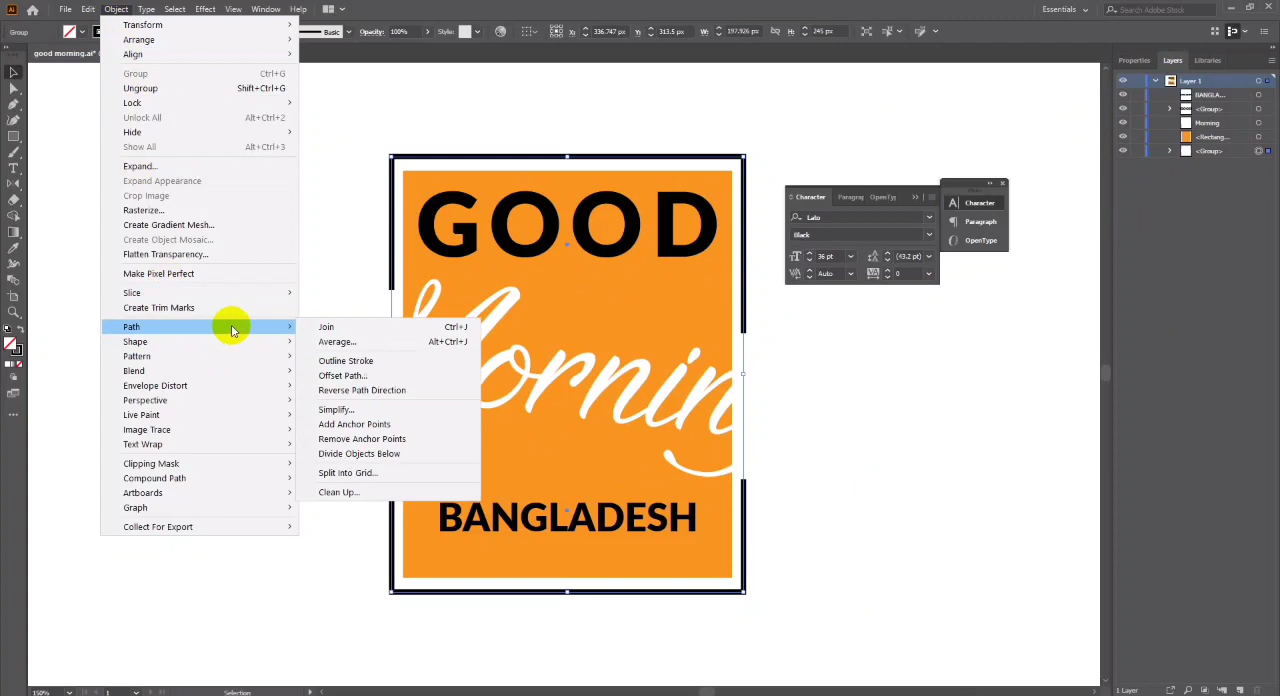 Ai File Edit Object Type Select Effect View Window Help Essentials Search Adobe Stock
Group Basic Opacity: 100% Style: X: 336.747 px Y: 313.5 px W: 197.926 px H: 245 px
good morning.ai*
Transform
Arrange
Align
Group Ctrl+G
Ungroup Shift+Ctrl+G
Lock
Unlock All Alt+Ctrl+2
Hide
Show All Alt+Ctrl+3
Expand...
Expand Appearance
Crop Image
Rasterize...
Create Gradient Mesh...
Create Object Mosaic...
Flatten Transparency...
Make Pixel Perfect
Slice
Create Trim Marks
Path
Shape
Pattern
Blend
Envelope Distort
Perspective
Live Paint
Image Trace
Text Wrap
Clipping Mask
Compound Path
Artboards
Graph
Collect For Export
Join Ctrl+J
Average... Alt+Ctrl+J
Outline Stroke
Offset Path...
Reverse Path Direction
Simplify...
Add Anchor Points
Remove Anchor Points
Divide Objects Below
Split Into Grid...
Clean Up...
GOOD
Morning
BANGLADESH
Character Paragra OpenTyp
Lato
Black
36 pt (43.2 pt)
Auto 0
Character
Paragraph
OpenType
Properties Layers Libraries
Layer 1
BANGLA...
<Group>
Morning
<Rectang...
<Group>
150% 1 Selection 1 Layer